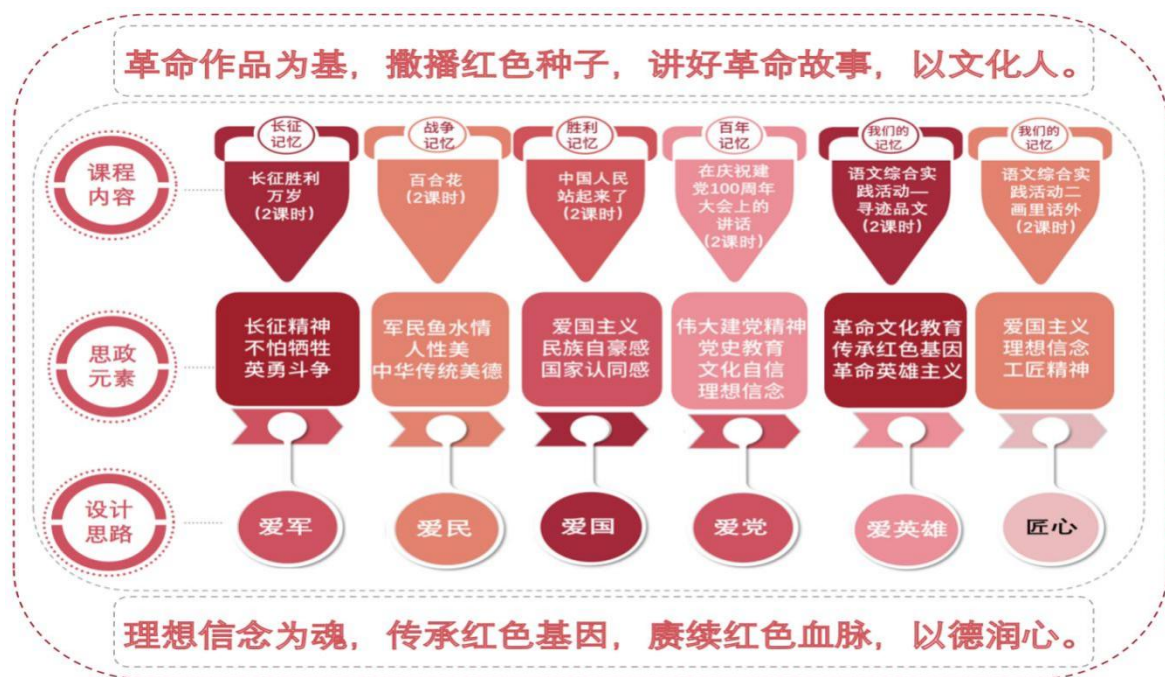 革命作品为基，撒播红色种子，讲好革命故事，以文化人。
课程
内容
长征
记忆
长征胜利
万岁
(2课时)
战争
记忆
百合花
(2课时)
胜利
记忆
中国人民
站起来了
(2课时)
百年
记忆
在庆祝建
党100周年
大会上的
讲话
(2课时)
我们的
记忆
语文综合实
践活动一
寻迹品文
(2课时)
我们的
记忆
语文综合实
践活动二
画里话外
(2课时)
思政
元素
长征精神
不怕牺牲
英勇斗争
军民鱼水情
人性美
中华传统美德
爱国主义
民族自豪感
国家认同感
伟大建党精神
党史教育
文化自信
理想信念
革命文化教育
传承红色基因
革命英雄主义
爱国主义
理想信念
工匠精神
设计
思路
爱军
爱民
爱国
爱党
爱英雄
匠心
理想信念为魂，传承红色基因，赓续红色血脉，以德润心。